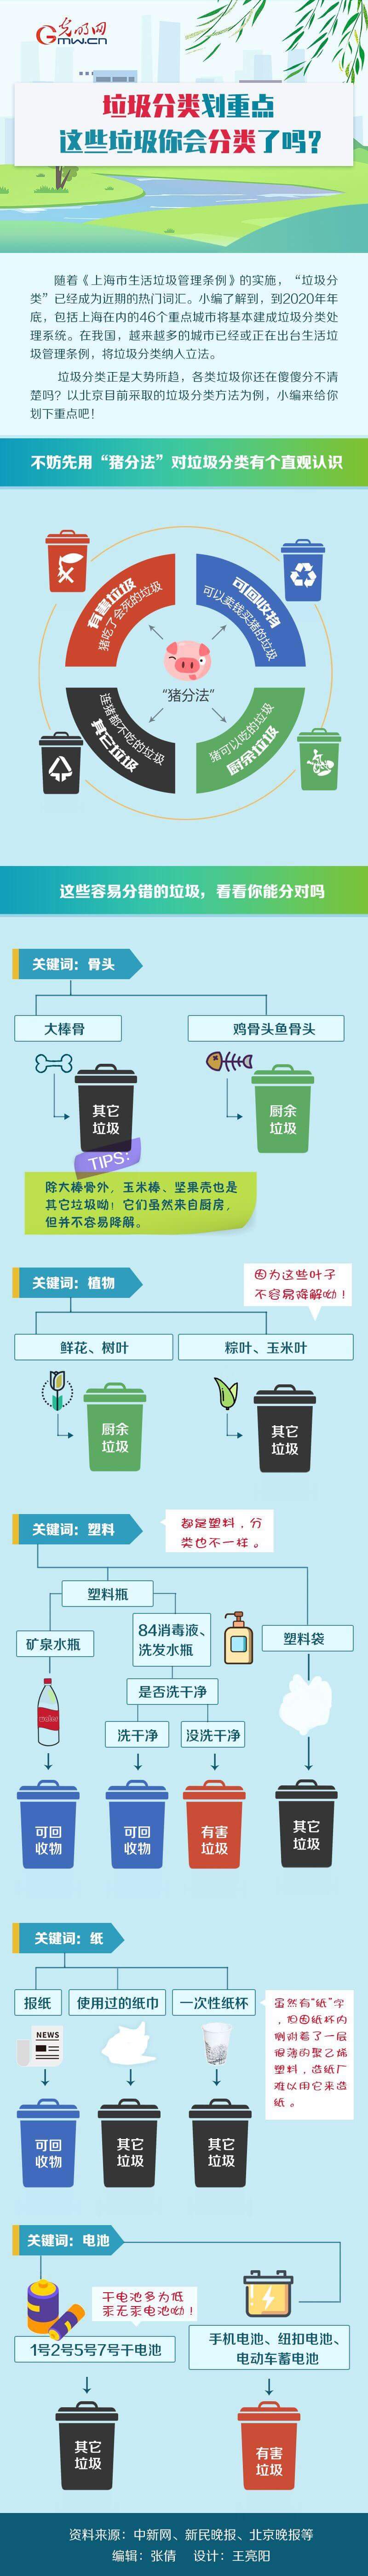 光明网
Gmw.cn
垃圾分类划重点
这些垃圾你会分类了吗？
随着《上海市生活垃圾管理条例》的实施，“垃圾分
类”已经成为近期的热门词汇。小编了解到，到2020年年
底，包括上海在内的46个重点城市将基本建成垃圾分类处
理系统。在我国，越来越多的城市已经或正在出台生活垃
圾管理条例，将垃圾分类纳入立法。
垃圾分类正是大势所趋，各类垃圾你还在傻傻分不清
楚吗？以北京目前采取的垃圾分类方法为例，小编来给你
划下重点吧！
不妨先用“猪分法”对垃圾分类有个直观认识
有害垃圾
猪吃了会死的垃圾
可回收物
可以卖钱买猪的垃圾
“猪分法”
连猪都不吃的垃圾
其它垃圾
猪可以吃的垃圾
厨余垃圾
这些容易分错的垃圾，看看你能分对吗
关键词：骨头
大棒骨
鸡骨头鱼骨头
其它
垃圾
厨余
垃圾
TIPS:
除大棒骨外，玉米棒、坚果壳也是
其它垃圾呦！它们虽然来自厨房，
但并不容易降解。
关键词：植物
因为这些叶子
不容易降解呦！
鲜花、树叶
粽叶、玉米叶
厨余
垃圾
其它
垃圾
关键词：塑料
都是塑料，分
类也不一样。
塑料瓶
矿泉水瓶
84消毒液、
洗发水瓶
塑料袋
是否洗干净
洗干净
没洗干净
可回
收物
可回
收物
有害
垃圾
其它
垃圾
关键词：纸
报纸
使用过的纸巾
一次性纸杯
虽然有“纸”字
，但因纸杯内
侧附着了一层
很薄的聚乙烯
塑料，造纸厂
难以用它来造
纸。
NEWS
可回
收物
其它
垃圾
其它
垃圾
关键词：电池
干电池多为低
汞无汞电池呦！
1号2号5号7号干电池
手机电池、纽扣电池、
电动车蓄电池
其它
垃圾
有害
垃圾
资料来源：中新网、新民晚报、北京晚报等
编辑：张倩 设计：王亮阳